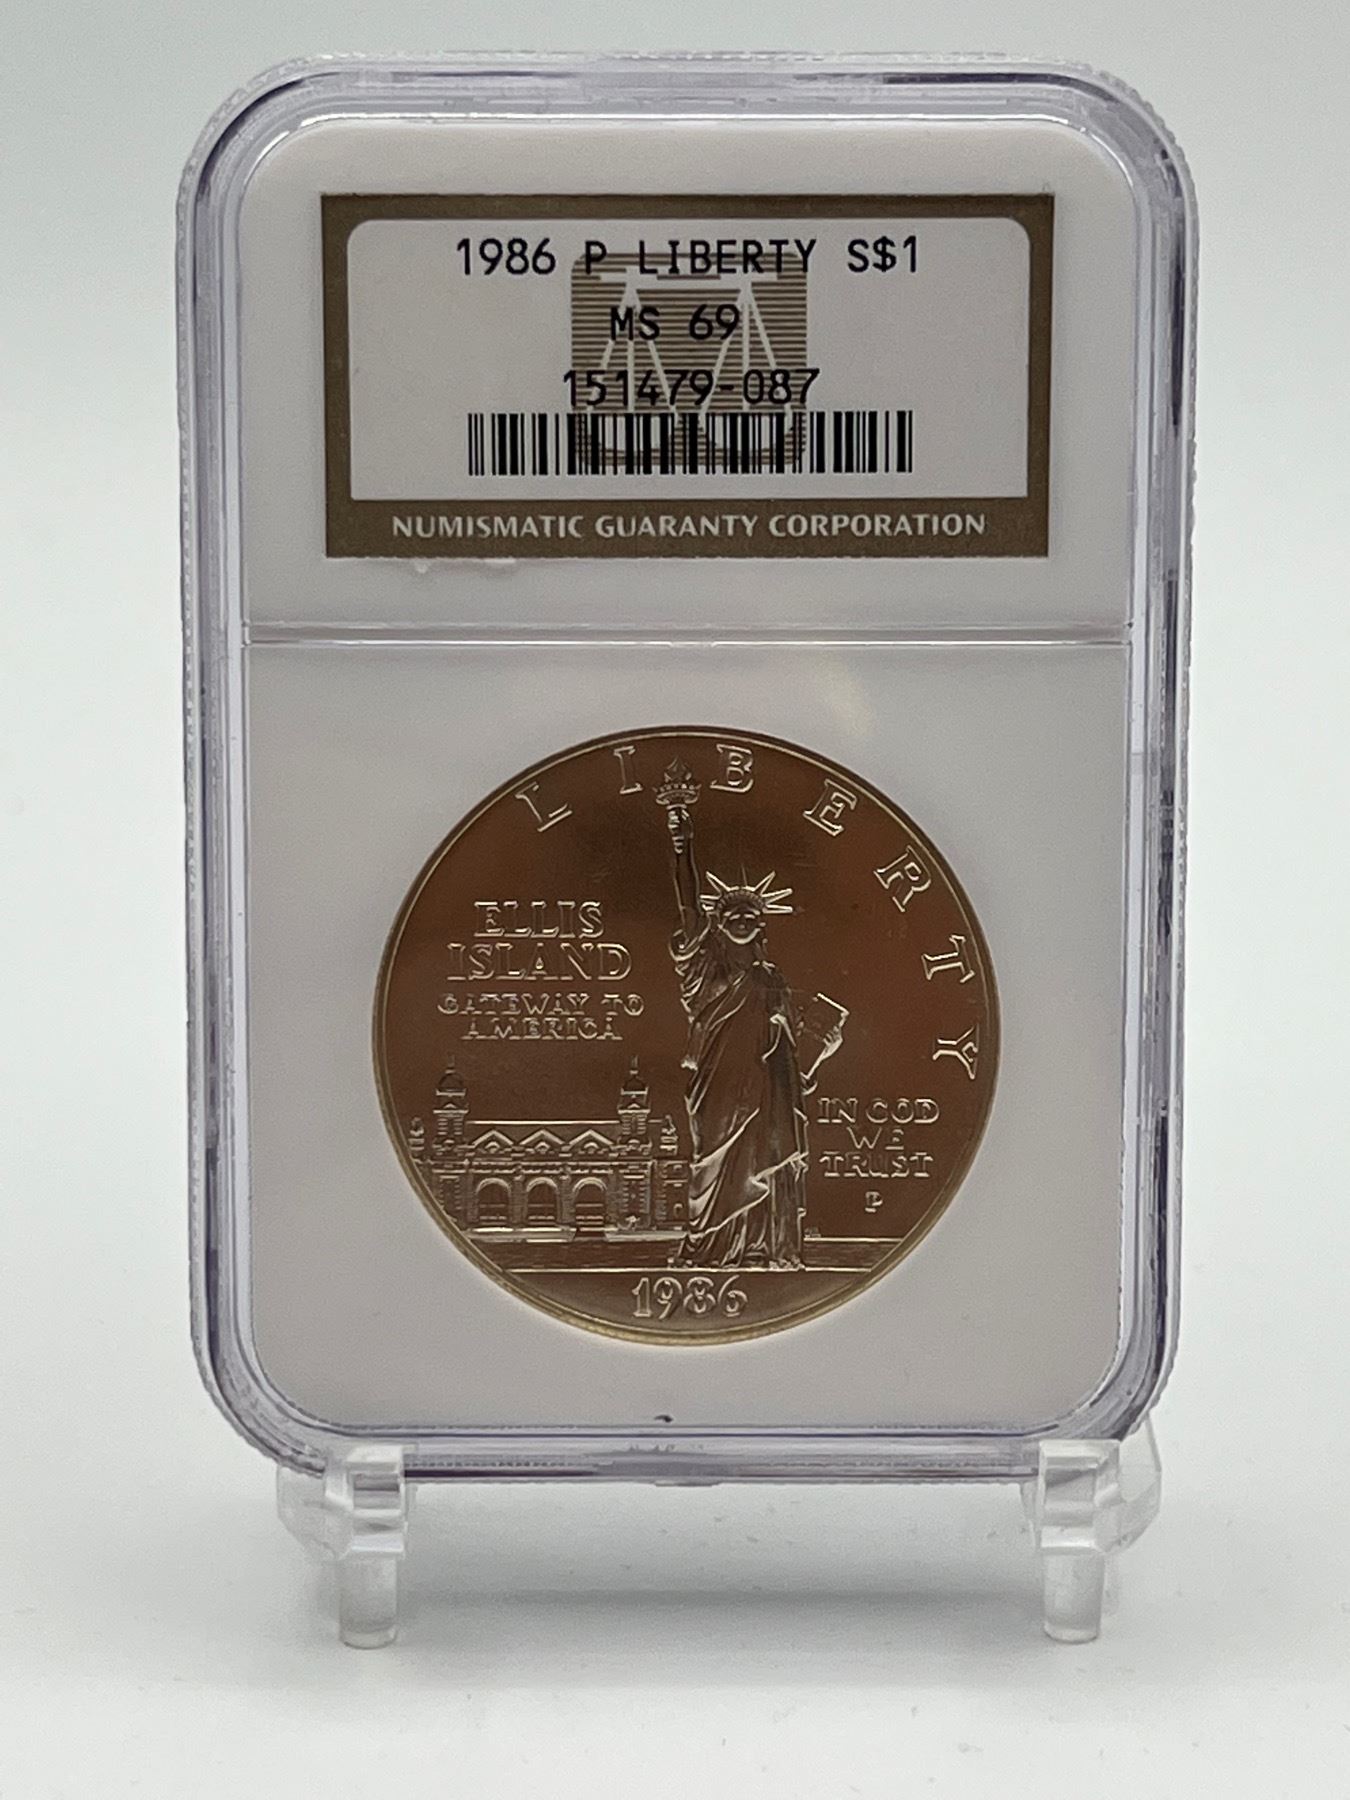 1986 P LIBERTY S$1
MS 69
151479-087
NUMISMATIC GUARANTY CORPORATION
LIBERTY
ELLIS
ISLAND
GATEWAY TO
AMERICA
IN GOD
WE
TRUST
P
1986